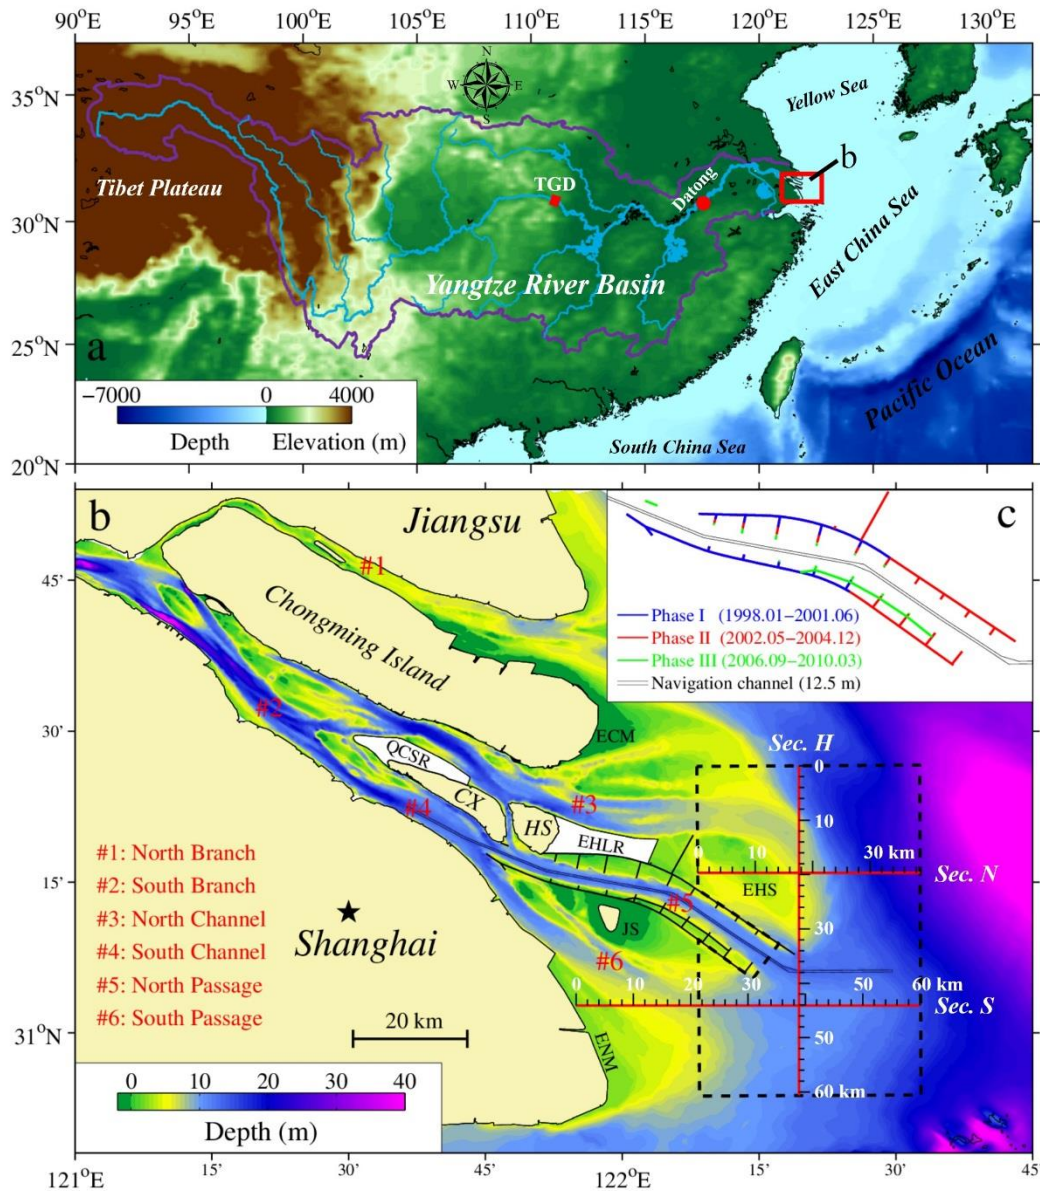 90°E 95°E 100°E 105°E 110°E 115°E 120°E 125°E 130°E
35°N
30°N
25°N
20°N
N
W E
S
Yellow Sea
b
Tibet Plateau
TGD
Datong
East China Sea
Yangtze River Basin
a
Pacific Ocean
−7000 0 4000
Depth Elevation (m)
South China Sea
b
Jiangsu
c
#1
Phase I (1998.01−2001.06)
Phase II (2002.05−2004.12)
Phase III (2006.09−2010.03)
Navigation channel (12.5 m)
45'
30'
15'
31°N
Chongming Island
#2
ECM
QCSR
CX
#4
HS
#3
EHLR
Sec. H
0
10
30
50
60 km
0 10 30 km
Sec. N
EHS
#5
JS
#6
0 10 20 30 50 60 km
Sec. S
#1: North Branch
#2: South Branch
#3: North Channel
#4: South Channel
#5: North Passage
#6: South Passage
Shanghai
20 km
ENM
0 10 20 30 40
Depth (m)
121°E 15' 30' 45' 122°E 15' 30' 45'